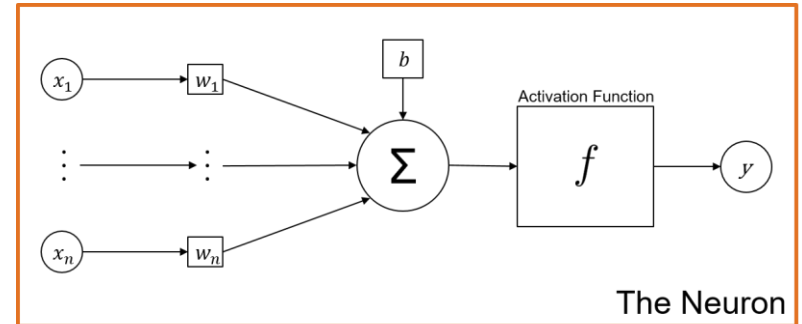 b
x₁ w₁
Activation Function
⋮ ⋮ Σ f y
xₙ wₙ
The Neuron